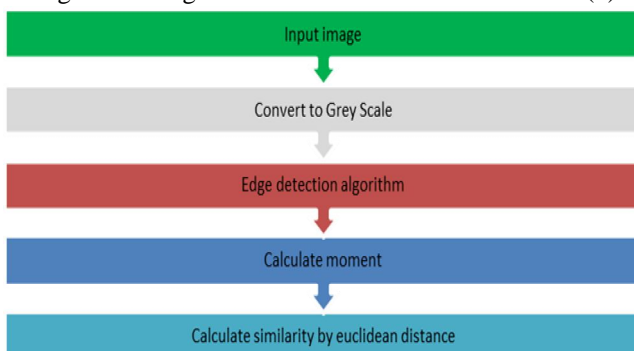 Input image
Convert to Grey Scale
Edge detection algorithm
Calculate moment
Calculate similarity by euclidean distance